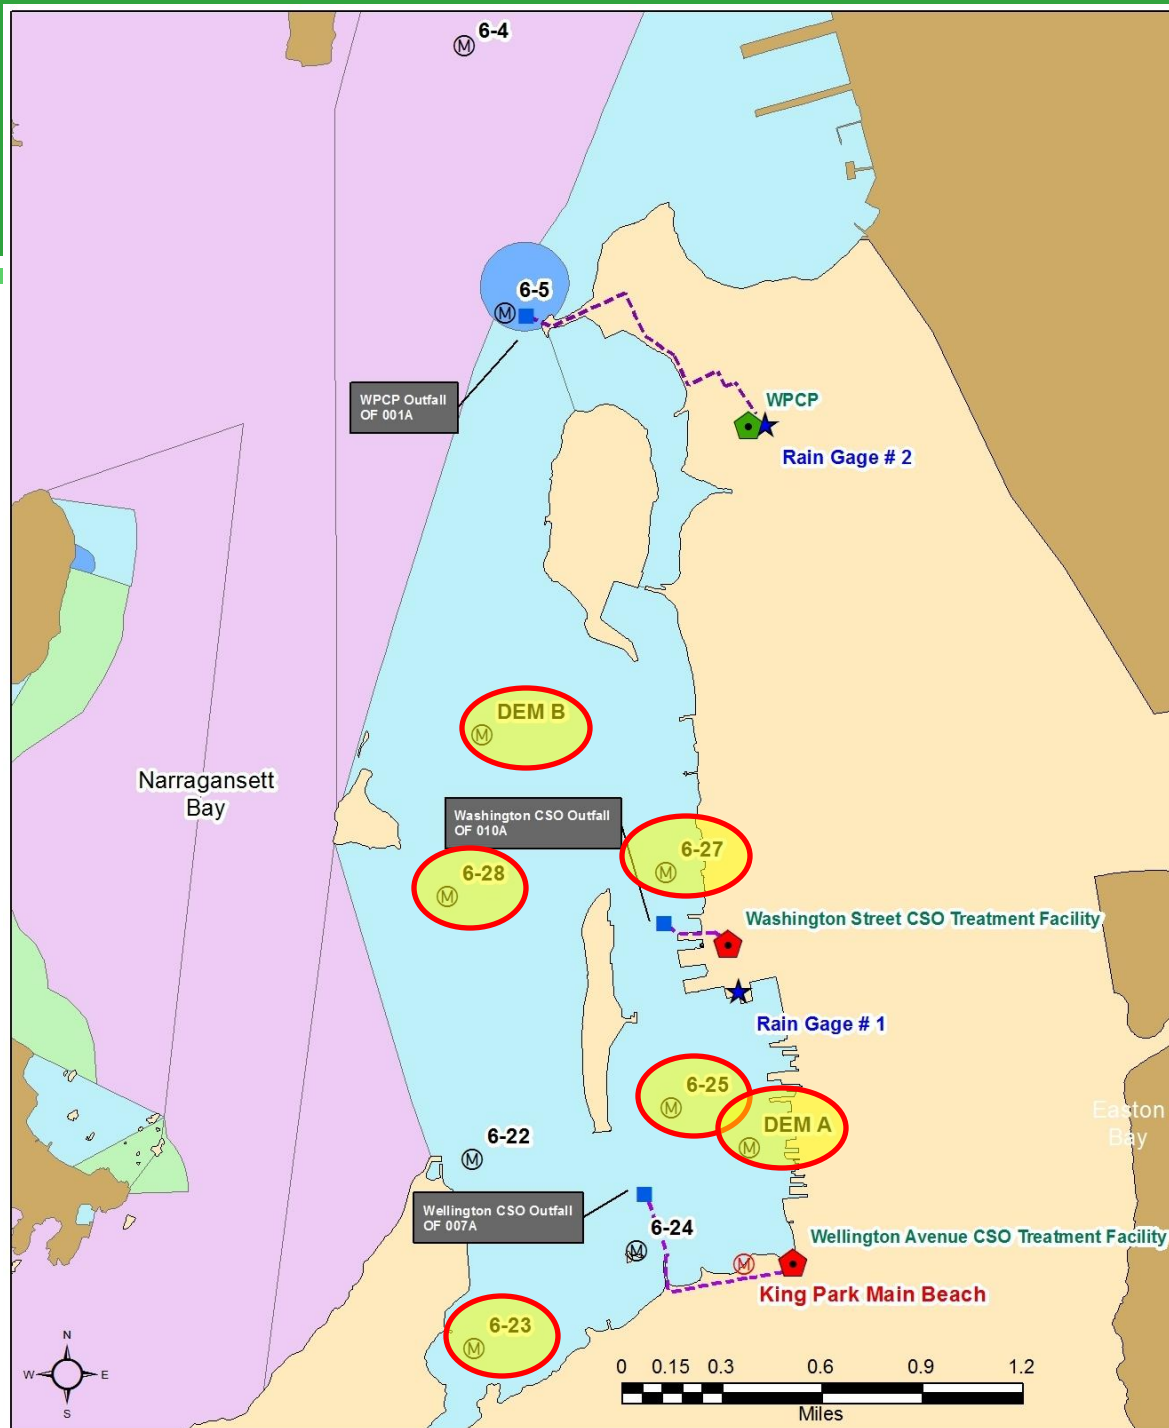 6-4
M
6-5
M
WPCP Outfall
OF 001A
WPCP
Rain Gage # 2
DEM B
M
Narragansett
Bay
Washington CSO Outfall
OF 010A
6-27
M
6-28
M
Washington Street CSO Treatment Facility
Rain Gage # 1
6-25
M
DEM A
M
Easton
Bay
6-22
M
Wellington CSO Outfall
OF 007A
6-24
M
Wellington Avenue CSO Treatment Facility
M
King Park Main Beach
6-23
M
N
W E
S
0 0.15 0.3 0.6 0.9 1.2
Miles